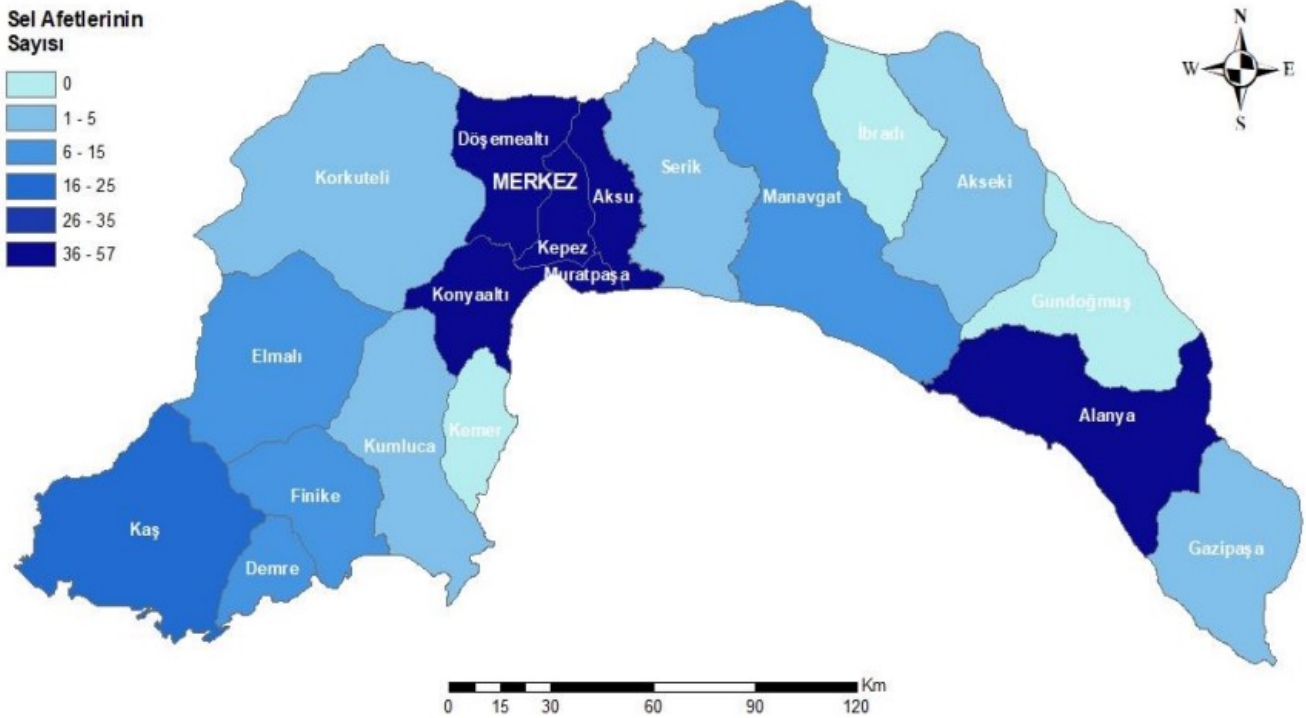 Sel Afetlerinin
Sayısı
0
1 - 5
6 - 15
16 - 25
26 - 35
36 - 57
N
W E
S
Döşemealtı
MERKEZ
Aksu
Kepez
Muratpaşa
Konyaaltı
Korkuteli
Serik
Manavgat
İbradı
Akseki
Gündoğmuş
Alanya
Gazipaşa
Elmalı
Kumluca
Kemer
Finike
Kaş
Demre
Km
0 15 30 60 90 120